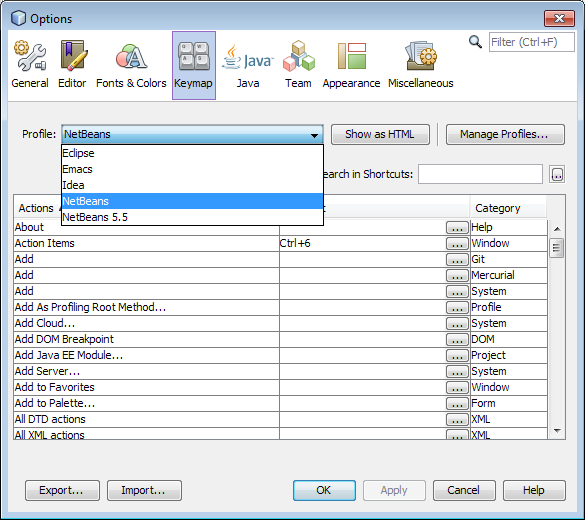 Options
Filter (Ctrl+F)
General Editor Fonts & Colors Keymap Java Team Appearance Miscellaneous
Profile: NetBeans Show as HTML Manage Profiles...
Eclipse
Emacs
Idea
NetBeans
NetBeans 5.5
earch in Shortcuts: ...
Actions Category
About ... Help
Action Items Ctrl+6 ... Window
Add ... Git
Add ... Mercurial
Add ... System
Add As Profiling Root Method... ... Profile
Add Cloud... ... System
Add DOM Breakpoint ... DOM
Add Java EE Module... ... Project
Add Server... ... System
Add to Favorites ... Window
Add to Palette... ... Form
All DTD actions ... XML
All XML actions ... XML
Export... Import... OK Apply Cancel Help